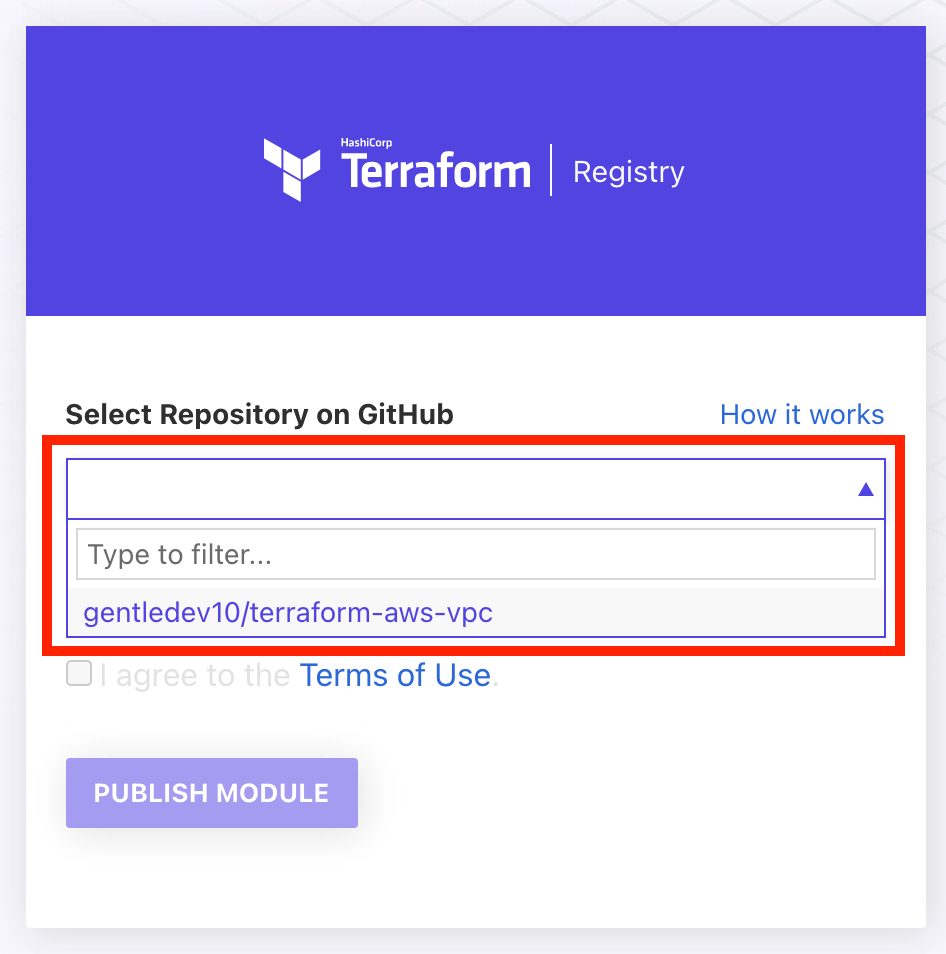 HashiCorp
Terraform | Registry
Select Repository on GitHub How it works
Type to filter...
gentledev10/terraform-aws-vpc
I agree to the Terms of Use.
PUBLISH MODULE